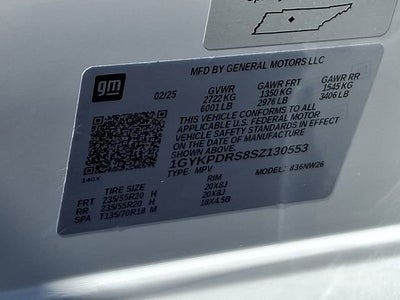 gm
MFD BY GENERAL MOTORS LLC
02/25 GVWR GAWR FRT GAWR RR
2722 KG 1350 KG 1545 KG
6001 LB 2976 LB 3406 LB
THIS VEHICLE CONFORMS TO ALL
APPLICABLE U.S. FEDERAL MOTOR
VEHICLE SAFETY STANDARDS IN EFFECT
ON THE DATE OF MANUFACTURE
SHOWN ABOVE.
1GYKPDRS8SZ130553
TYPE: MPV MODEL: 836NW26
140X
TIRE SIZE RIM
FRT 235/55R20 H 20X8J
RR 235/55R20 H 20X8J
SPA T135/70R18 M 18X4.5B